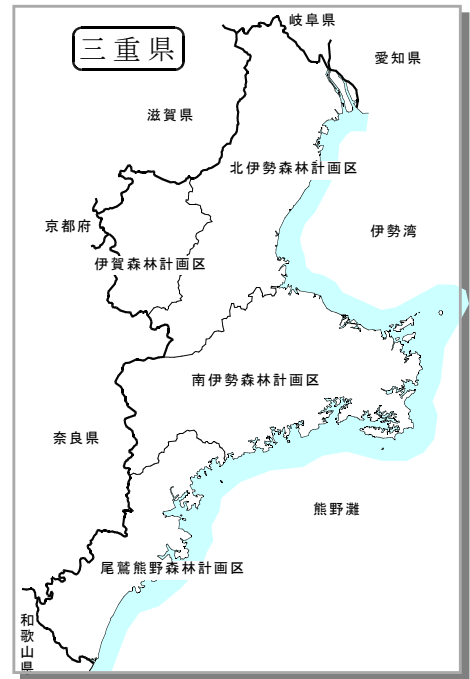 岐阜県
三重県
愛知県
滋賀県
北伊勢森林計画区
京都府
伊勢湾
伊賀森林計画区
南伊勢森林計画区
奈良県
熊野灘
尾鷲熊野森林計画区
和歌山県